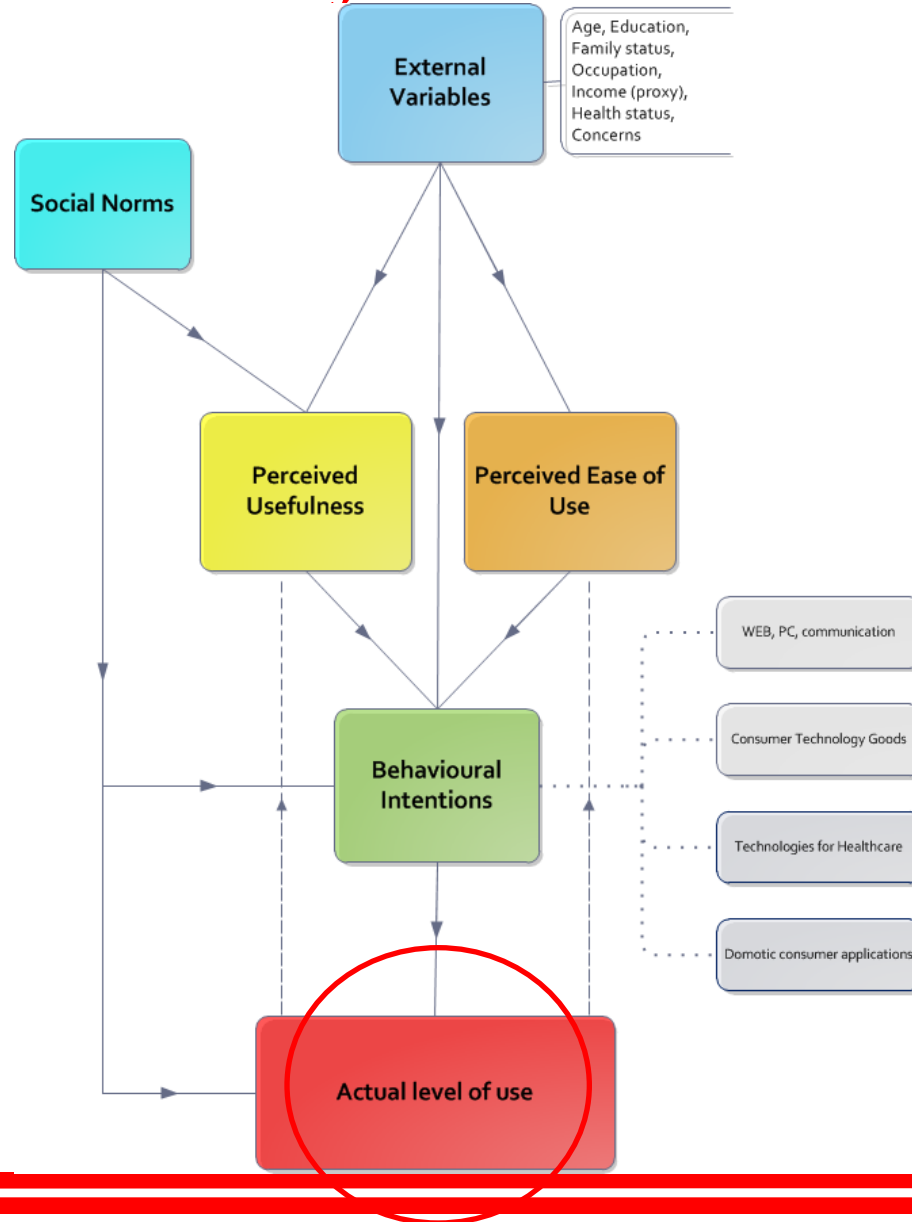 External
Variables
Age, Education,
Family status,
Occupation,
Income (proxy),
Health status,
Concerns
Social Norms
Perceived
Usefulness
Perceived Ease of
Use
WEB, PC, communication
Consumer Technology Goods
Behavioural
Intentions
Technologies for Healthcare
Domotic consumer applications
Actual level of use